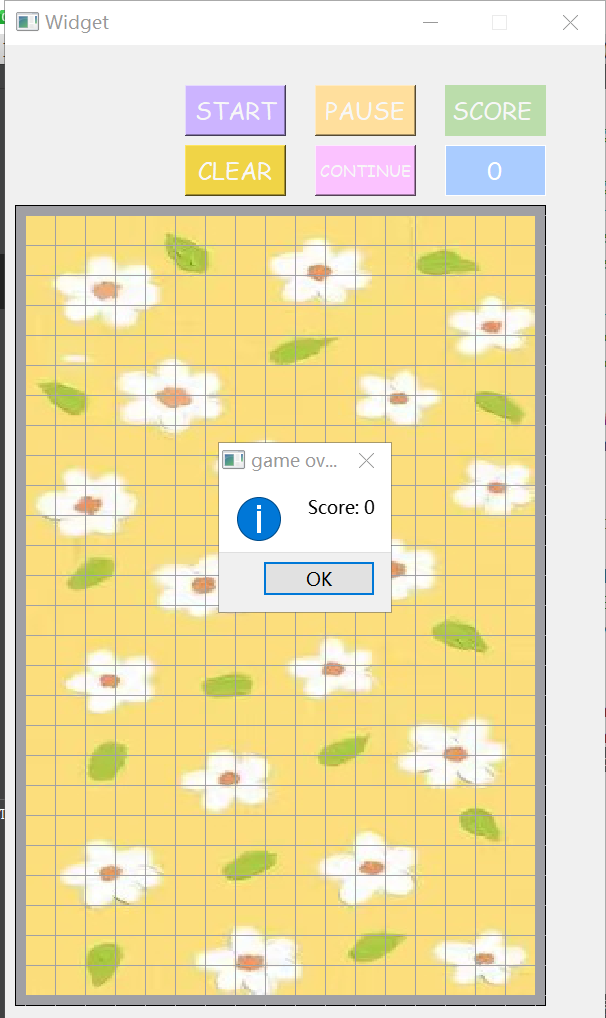 Widget
START PAUSE SCORE
CLEAR CONTINUE 0
game ov...
Score: 0
OK